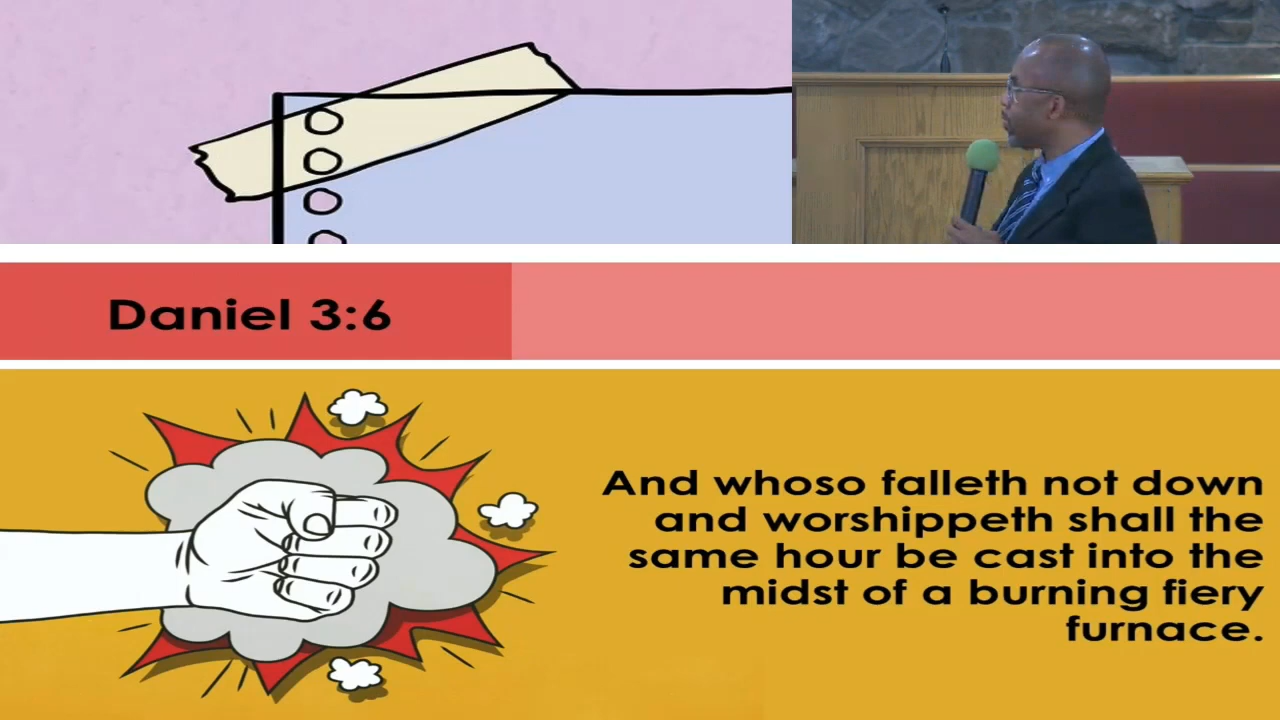 Daniel 3:6
And whoso falleth not down
and worshippeth shall the
same hour be cast into the
midst of a burning fiery
furnace.